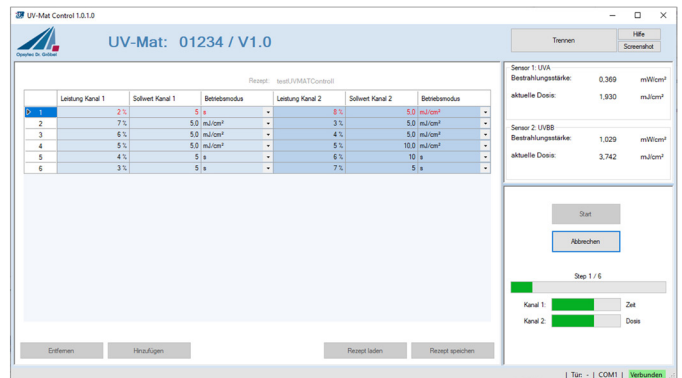 UV-Mat Control 1.0.1.0
Opsytec Dr. Gröbel
UV-Mat: 01234 / V1.0
Trennen
Hilfe
Screenshot
Rezept: testUVMATControll
Leistung Kanal 1 Sollwert Kanal 1 Betriebsmodus Leistung Kanal 2 Sollwert Kanal 2 Betriebsmodus
1 2 % 5 s 8 % 5,0 mJ/cm²
2 7 % 5,0 mJ/cm² 3 % 5,0 mJ/cm²
3 6 % 5,0 mJ/cm² 4 % 5,0 mJ/cm²
4 5 % 5,0 mJ/cm² 5 % 10,0 mJ/cm²
5 4 % 5 s 6 % 10 s
6 3 % 5 s 7 % 5 s
Entfernen Hinzufügen Rezept laden Rezept speichern
Sensor 1: UVA
Bestrahlungsstärke: 0,369 mW/cm²
aktuelle Dosis: 1,930 mJ/cm²
Sensor 2: UVBB
Bestrahlungsstärke: 1,029 mW/cm²
aktuelle Dosis: 3,742 mJ/cm²
Start
Abbrechen
Step 1 / 6
Kanal 1: Zeit
Kanal 2: Dosis
| Tür: - | COM1 | Verbunden